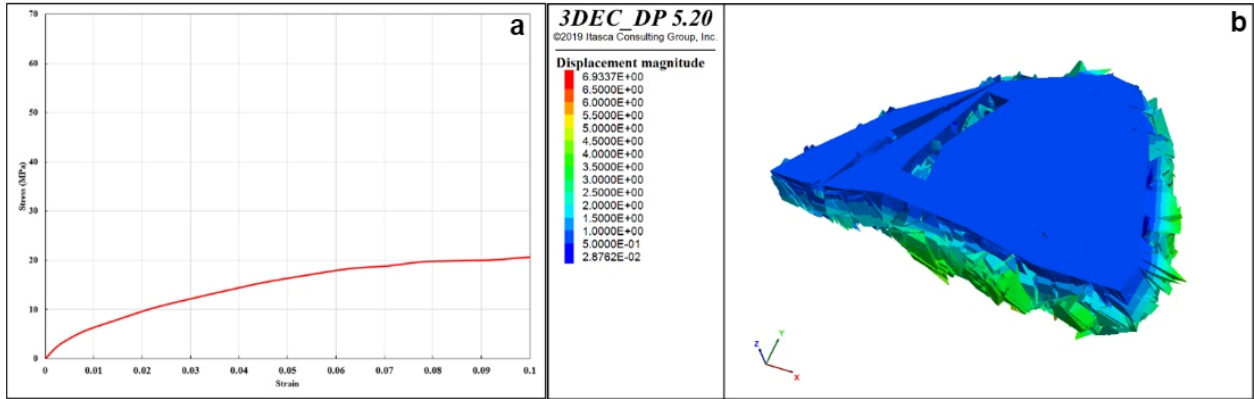 a
70
60
50
40
30
20
10
0
Stress (MPa)
0 0.01 0.02 0.03 0.04 0.05 0.06 0.07 0.08 0.09 0.1
Strain
3DEC_DP 5.20
©2019 Itasca Consulting Group, Inc.
Displacement magnitude
6.9337E+00
6.5000E+00
6.0000E+00
5.5000E+00
5.0000E+00
4.5000E+00
4.0000E+00
3.5000E+00
3.0000E+00
2.5000E+00
2.0000E+00
1.5000E+00
1.0000E+00
5.0000E-01
2.8762E-02
b
Z
Y
X